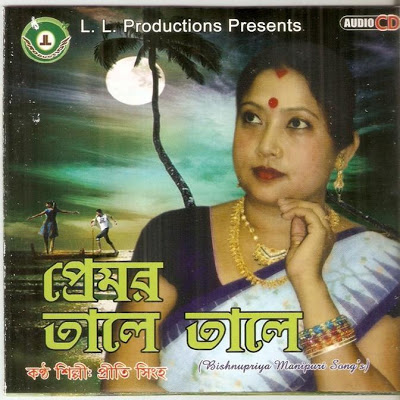 L. L. Productions Presents
AUDIO CD
প্রেমর
তালে তালে
(Bishnupriya Manipuri Song's)
কণ্ঠ শিল্পী: প্রীতি সিংহ